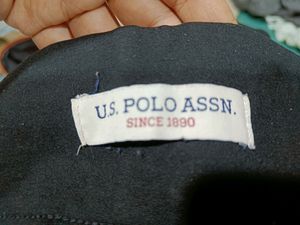 U.S. POLO ASSN.
SINCE 1890